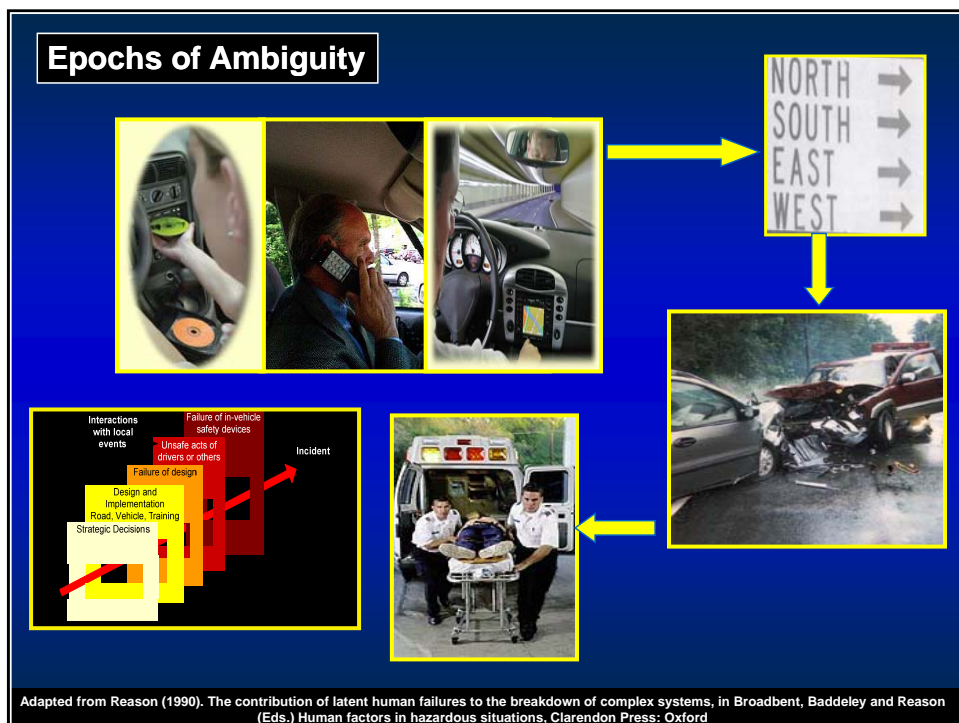 Epochs of Ambiguity
NORTH
SOUTH
EAST
WEST
Interactions
with local
events
Failure of in-vehicle
safety devices
Unsafe acts of
drivers or others
Incident
Failure of design
Design and
Implementation
Road, Vehicle, Training
Strategic Decisions
Adapted from Reason (1990). The contribution of latent human failures to the breakdown of complex systems, in Broadbent, Baddeley and Reason
(Eds.) Human factors in hazardous situations, Clarendon Press: Oxford